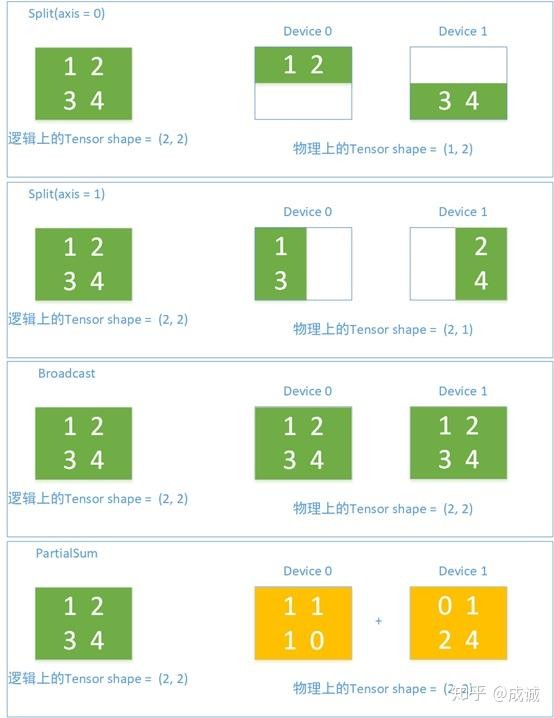 Split(axis = 0)
Device 0 Device 1
1 2 1 2
3 4 3 4
逻辑上的Tensor shape = (2, 2)
物理上的Tensor shape = (1, 2)
Split(axis = 1)
Device 0 Device 1
1 2 1 2
3 4 3 4
逻辑上的Tensor shape = (2, 2)
物理上的Tensor shape = (2, 1)
Broadcast
Device 0 Device 1
1 2 1 2 1 2
3 4 3 4 3 4
逻辑上的Tensor shape = (2, 2)
物理上的Tensor shape = (2, 2)
PartialSum
Device 0 Device 1
1 2 1 1 0 1
+
3 4 1 0 2 4
逻辑上的Tensor shape = (2, 2)
物理上的Tensor shape = (2, 2)
知乎 @成诚